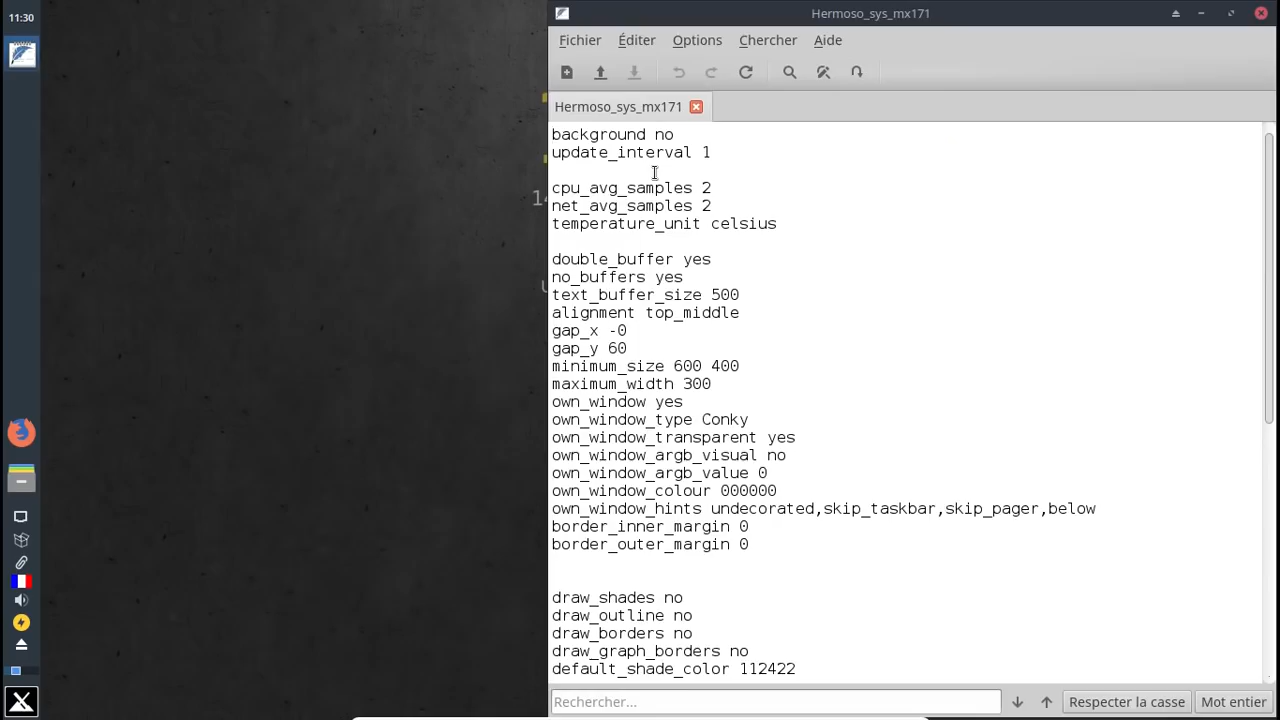 11:30
Hermoso_sys_mx171
Fichier Éditer Options Chercher Aide
Hermoso_sys_mx171
background no
update_interval 1
cpu_avg_samples 2
net_avg_samples 2
temperature_unit celsius
double_buffer yes
no_buffers yes
text_buffer_size 500
alignment top_middle
gap_x -0
gap_y 60
minimum_size 600 400
maximum_width 300
own_window yes
own_window_type Conky
own_window_transparent yes
own_window_argb_visual no
own_window_argb_value 0
own_window_colour 000000
own_window_hints undecorated,skip_taskbar,skip_pager,below
border_inner_margin 0
border_outer_margin 0
draw_shades no
draw_outline no
draw_borders no
draw_graph_borders no
default_shade_color 112422
Rechercher... Respecter la casse Mot entier